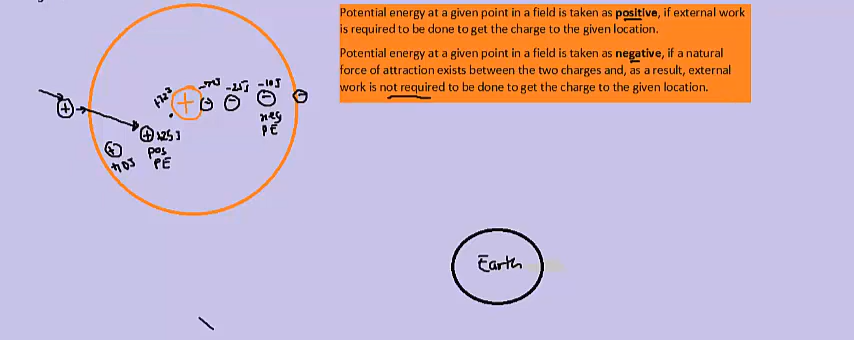 Potential energy at a given point in a field is taken as positive, if external work
is required to be done to get the charge to the given location.
Potential energy at a given point in a field is taken as negative, if a natural
force of attraction exists between the two charges and, as a result, external
work is not required to be done to get the charge to the given location.
-25J
-10J
neg
PE
+25J
pos
PE
+10J
Earth